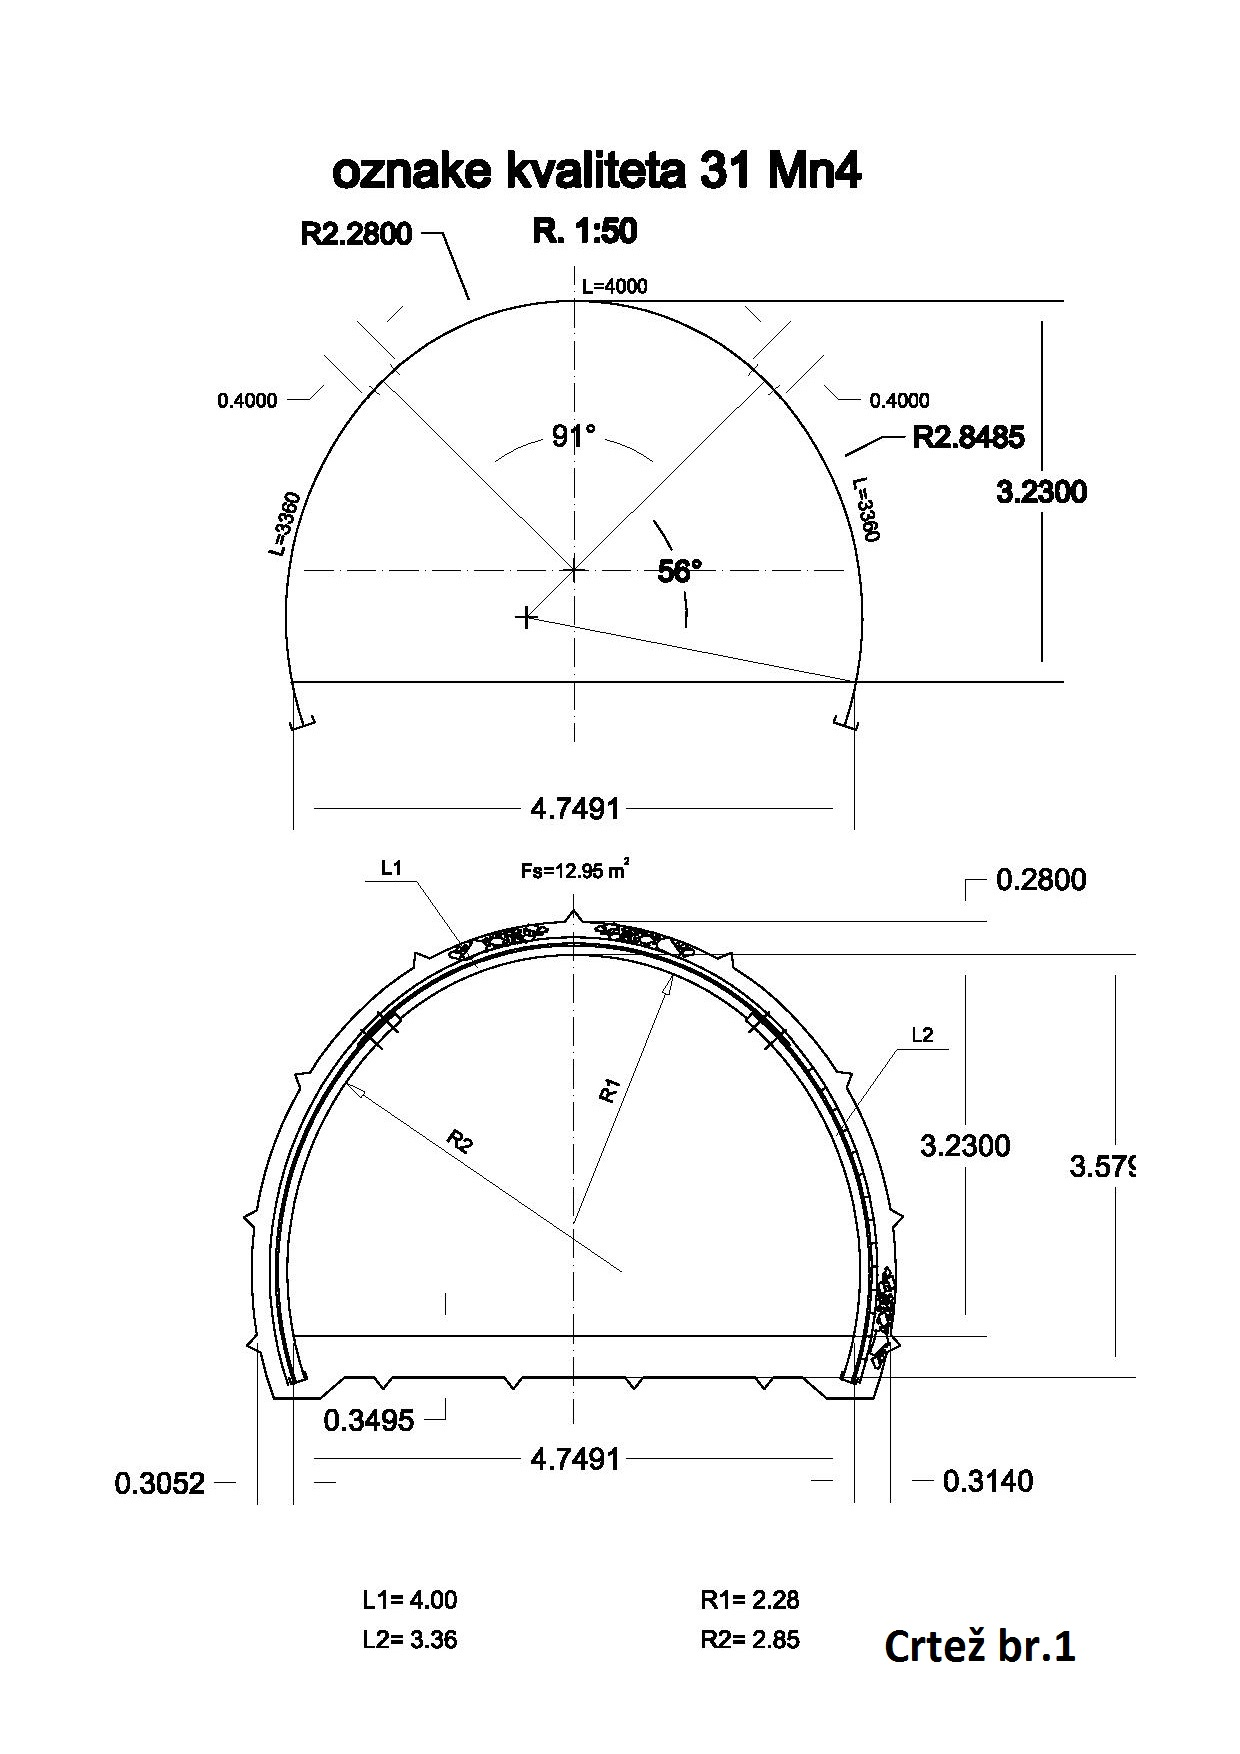 oznake kvaliteta 31 Mn4
R2.2800
R. 1:50
L=4000
0.4000
0.4000
91°
R2.8485
L=3360
L=3360
3.2300
56°
4.7491
L1
Fs=12.95 m²
0.2800
L2
R1
R2
3.2300
3.579
0.3495
4.7491
0.3052
0.3140
L1= 4.00
R1= 2.28
L2= 3.36
R2= 2.85
Crtež br.1